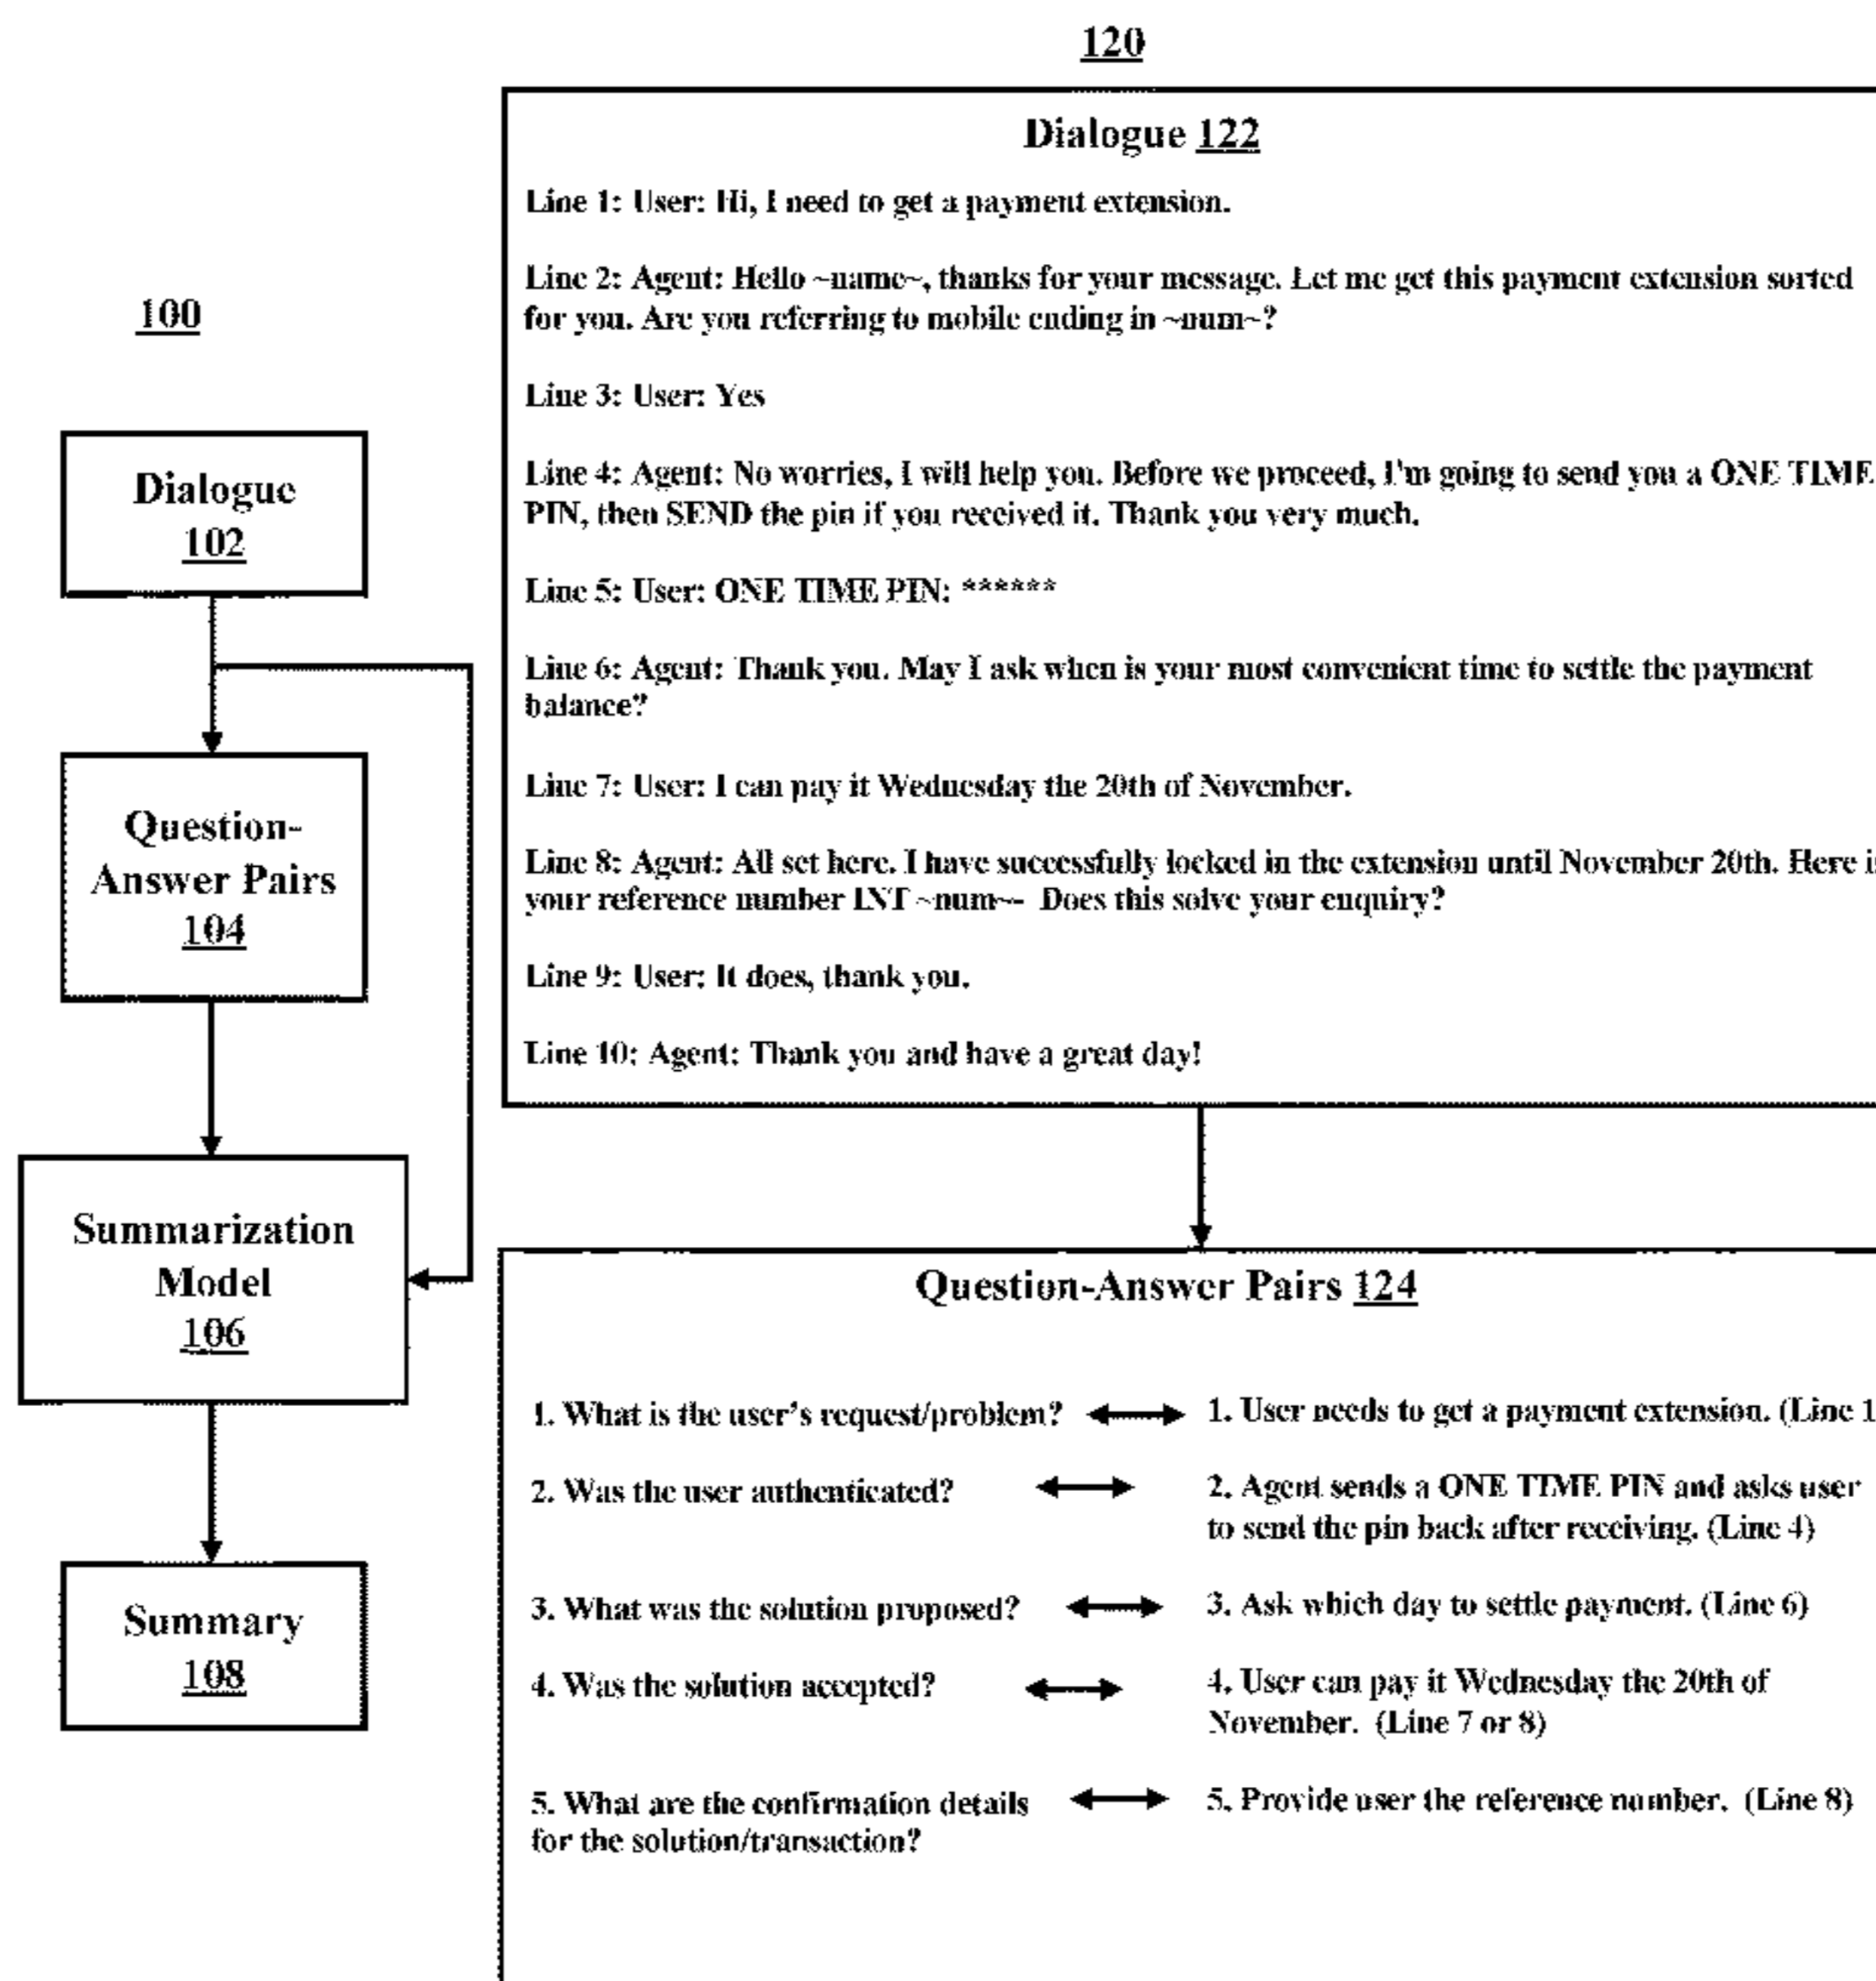 120
100
Dialogue
102
Question-
Answer Pairs
104
Summarization
Model
106
Summary
108
Dialogue 122
Line 1: User: Hi, I need to get a payment extension.
Line 2: Agent: Hello ~name~, thanks for your message. Let me get this payment extension sorted
for you. Are you referring to mobile ending in ~num~?
Line 3: User: Yes
Line 4: Agent: No worries, I will help you. Before we proceed, I'm going to send you a ONE TIME
PIN, then SEND the pin if you received it. Thank you very much.
Line 5: User: ONE TIME PIN: ******
Line 6: Agent: Thank you. May I ask when is your most convenient time to settle the payment
balance?
Line 7: User: I can pay it Wednesday the 20th of November.
Line 8: Agent: All set here. I have successfully locked in the extension until November 20th. Here is
your reference number INT ~num~- Does this solve your enquiry?
Line 9: User: It does, thank you.
Line 10: Agent: Thank you and have a great day!
Question-Answer Pairs 124
1. What is the user's request/problem?
1. User needs to get a payment extension. (Line 1
2. Was the user authenticated?
2. Agent sends a ONE TIME PIN and asks user
to send the pin back after receiving. (Line 4)
3. What was the solution proposed?
3. Ask which day to settle payment. (Line 6)
4. Was the solution accepted?
4. User can pay it Wednesday the 20th of
November. (Line 7 or 8)
5. What are the confirmation details
for the solution/transaction?
5. Provide user the reference number. (Line 8)